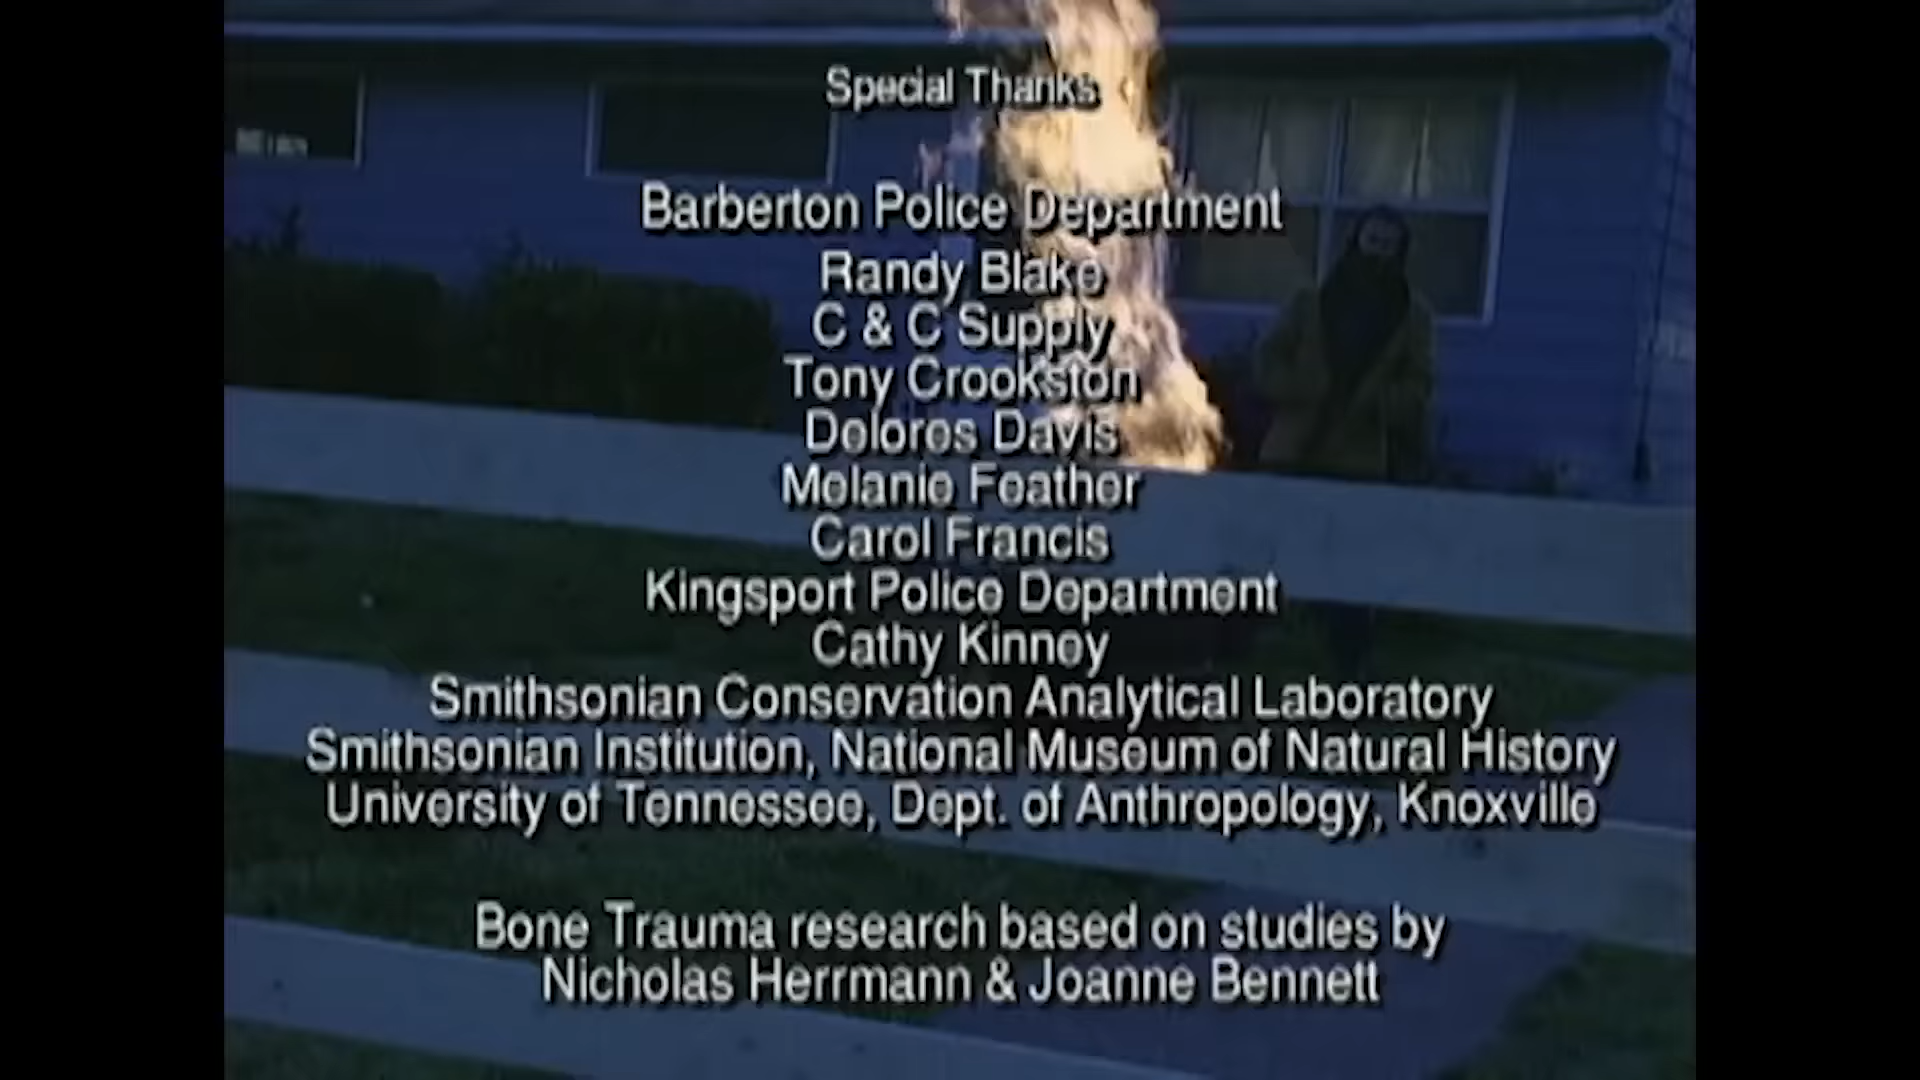 Special Thanks
Barberton Police Department
Randy Blake
C & C Supply
Tony Crookston
Delores Davis
Melanie Feather
Carol Francis
Kingsport Police Department
Cathy Kinney
Smithsonian Conservation Analytical Laboratory
Smithsonian Institution, National Museum of Natural History
University of Tennessee, Dept. of Anthropology, Knoxville
Bone Trauma research based on studies by
Nicholas Herrmann & Joanne Bennett